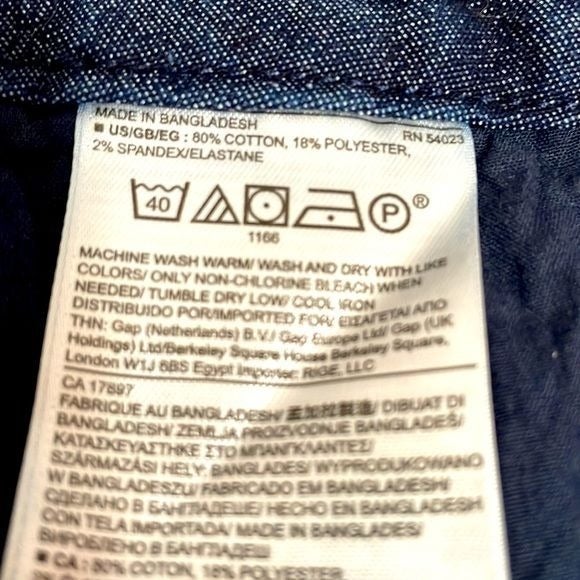 MADE IN BANGLADESH
RN 54023
■ US/GB/EG : 80% COTTON, 18% POLYESTER,
2% SPANDEX/ELASTANE
40 P ®
1166
MACHINE WASH WARM/ WASH AND DRY WITH LIKE
COLORS/ ONLY NON-CHLORINE BLEACH WHEN
NEEDED/ TUMBLE DRY LOW/ COOL IRON
DISTRIBUIDO POR/IMPORTED FOR/ ΕΙΣΑΓΕΤΑΙ ΑΠΟ
ΤΗΝ: Gap (Netherlands) B.V./ Gap Europe Ltd/ Gap (UK
Holdings) Ltd/Berkeley Square House Berkeley Square,
London W1J 6BS Egypt Importer: RIGE, LLC
CA 17897
FABRIQUE AU BANGLADESH/ 孟加拉製造/ DIBUAT DI
BANGLADESH/ ZEMLJA PROIZVODNJE BANGLADEŠ/
ΚΑΤΑΣΚΕΥΑΣΤΗΚΕ ΣΤΟ ΜΠΑΝΓΚΛΑΝΤΕΣ/
SZÁRMAZÁSI HELY: BANGLADES/ WYPRODUKOWANO
W BANGLADESZU/ FABRICADO EM BANGLADESH/
СДЕЛАНО В БАНГЛАДЕШ/ HECHO EN BANGLADESH/
CON TELA IMPORTADA/ MADE IN BANGLADESH/
ВИРОБЛЕНО В БАНГЛАДЕШ
■ CA : 80% COTON, 18% POLYESTER